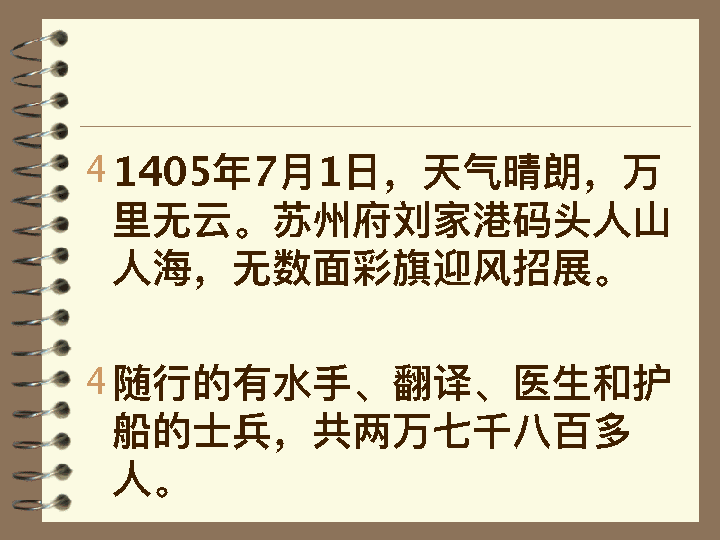 4 1405年7月1日，天气晴朗，万
里无云。苏州府刘家港码头人山
人海，无数面彩旗迎风招展。
4 随行的有水手、翻译、医生和护
船的士兵，共两万七千八百多
人。